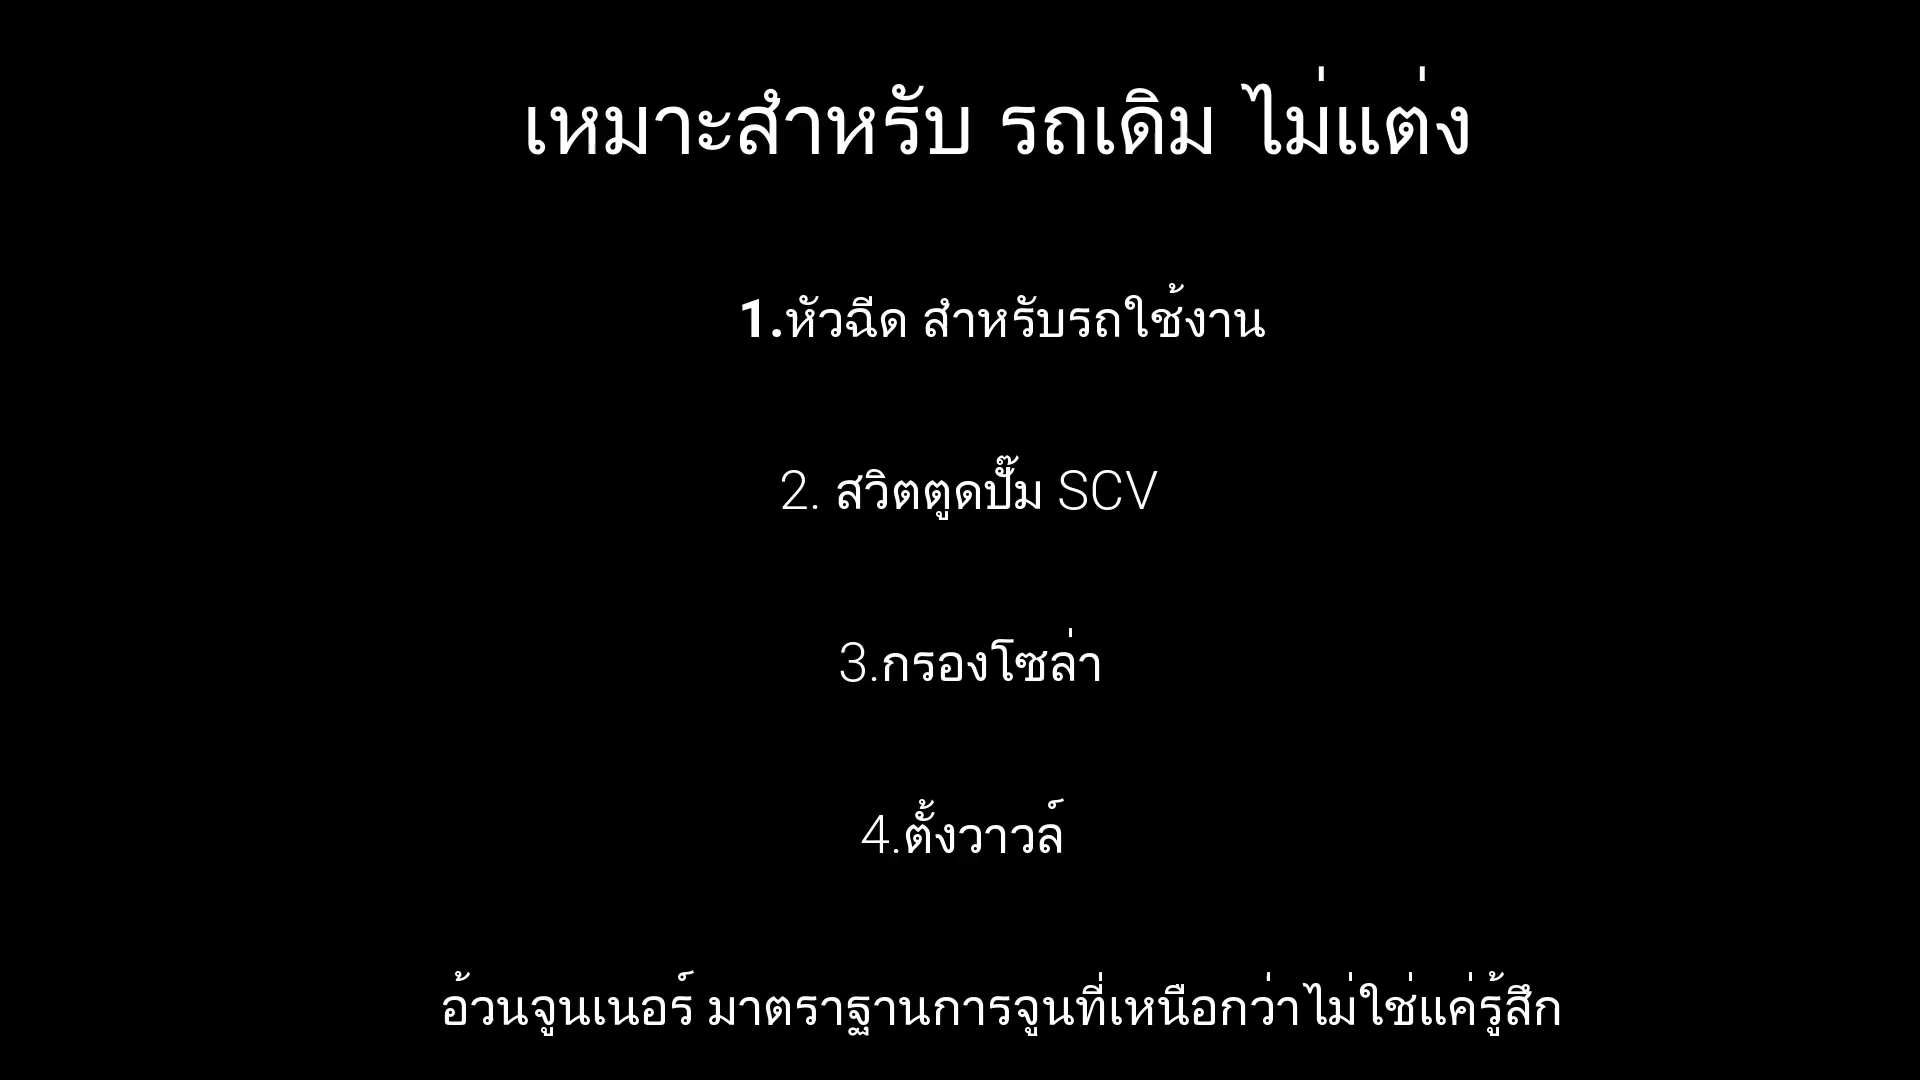 เหมาะสำหรับ รถเดิม ไม่แต่ง
1.หัวฉีด สำหรับรถใช้งาน
2. สวิตตูดปั๊ม SCV
3.กรองโซล่า
4.ตั้งวาวล์
อ้วนจูนเนอร์ มาตราฐานการจูนที่เหนือกว่าไม่ใช่แค่รู้สึก